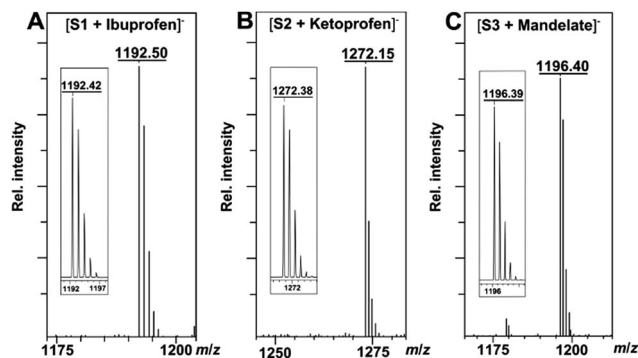 A
[S1 + Ibuprofen]-
1192.50
1192.42
Rel. intensity
1192 1197
1175 1200 m/z
B
[S2 + Ketoprofen]-
1272.15
1272.38
Rel. intensity
1272
1250 1275 m/z
C
[S3 + Mandelate]-
1196.40
1196.39
Rel. intensity
1196
1175 1200 m/z